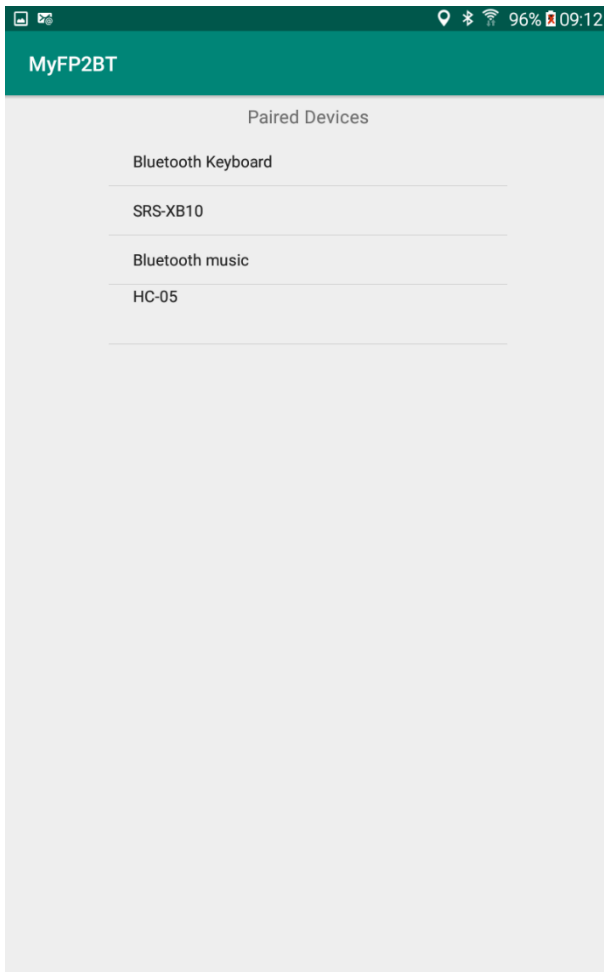 96% 09:12
MyFP2BT
Paired Devices
Bluetooth Keyboard
SRS-XB10
Bluetooth music
HC-05